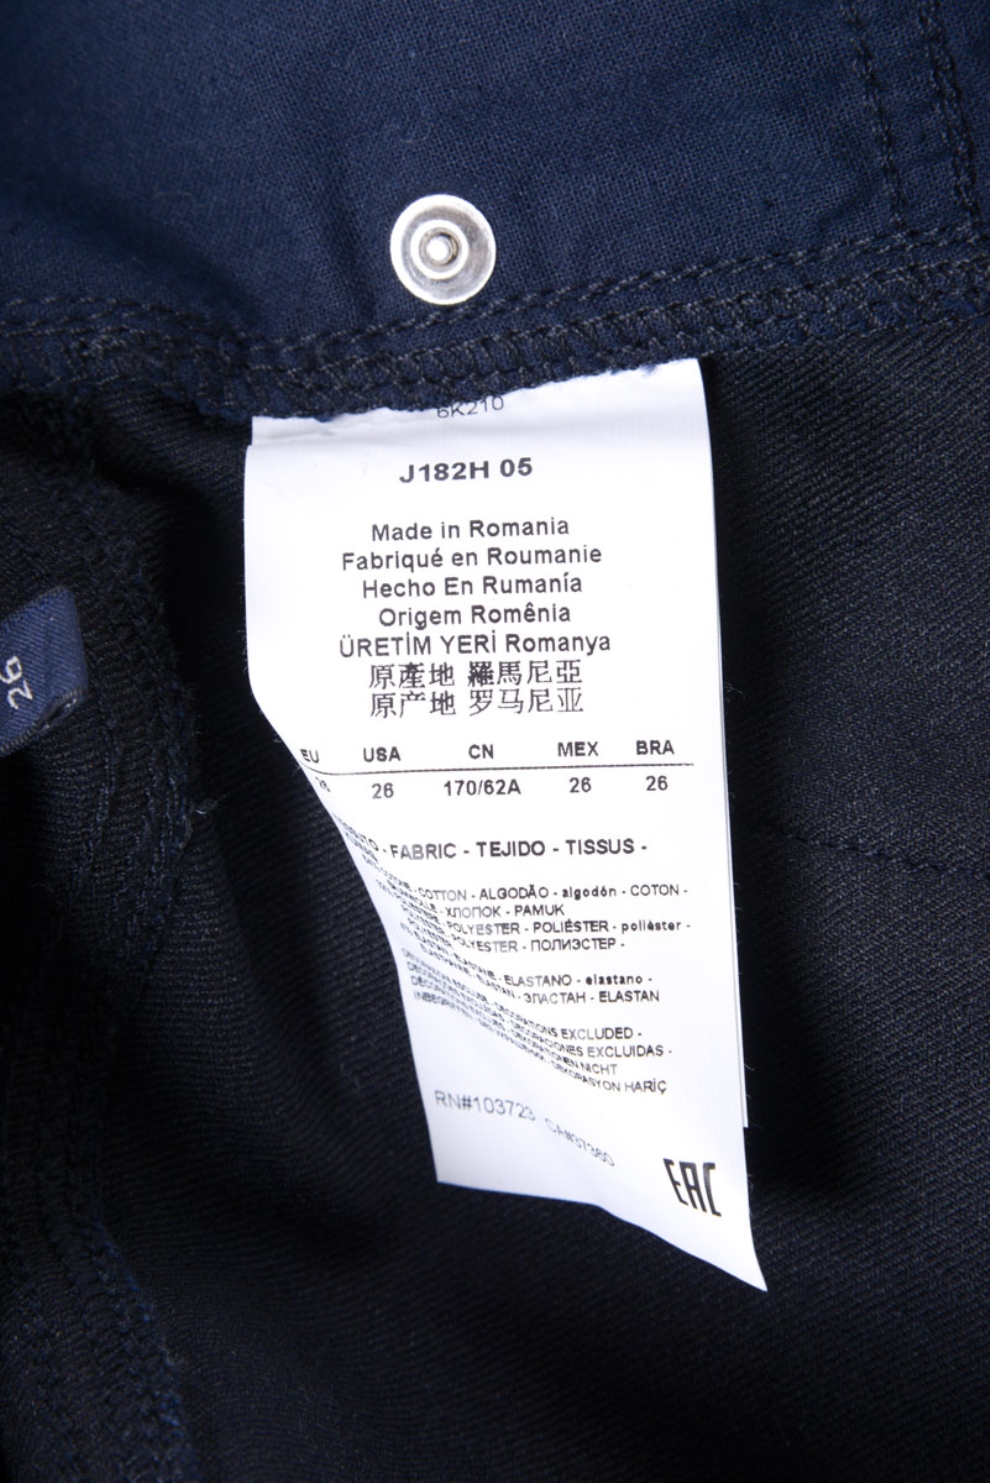 6K210
J182H 05
Made in Romania
Fabriqué en Roumanie
Hecho En Rumanía
Origem Romênia
ÜRETİM YERİ Romanya
原產地 羅馬尼亞
原产地 罗马尼亚
EU USA CN MEX BRA
26 170/62A 26 26
- FABRIC - TEJIDO - TISSUS -
COTTON - ALGODÃO - algodón - COTON -
ХЛОПОК - PAMUK
POLYESTER - POLIÉSTER - poliéster -
POLYESTER - ПОЛИЭСТЕР -
ELASTANO - elastano -
ЭЛАСТАН - ELASTAN
EXCLUDED -
EXCLUIDAS -
NICHT
HARİÇ
RN#103723 CA#37360
EAC
26